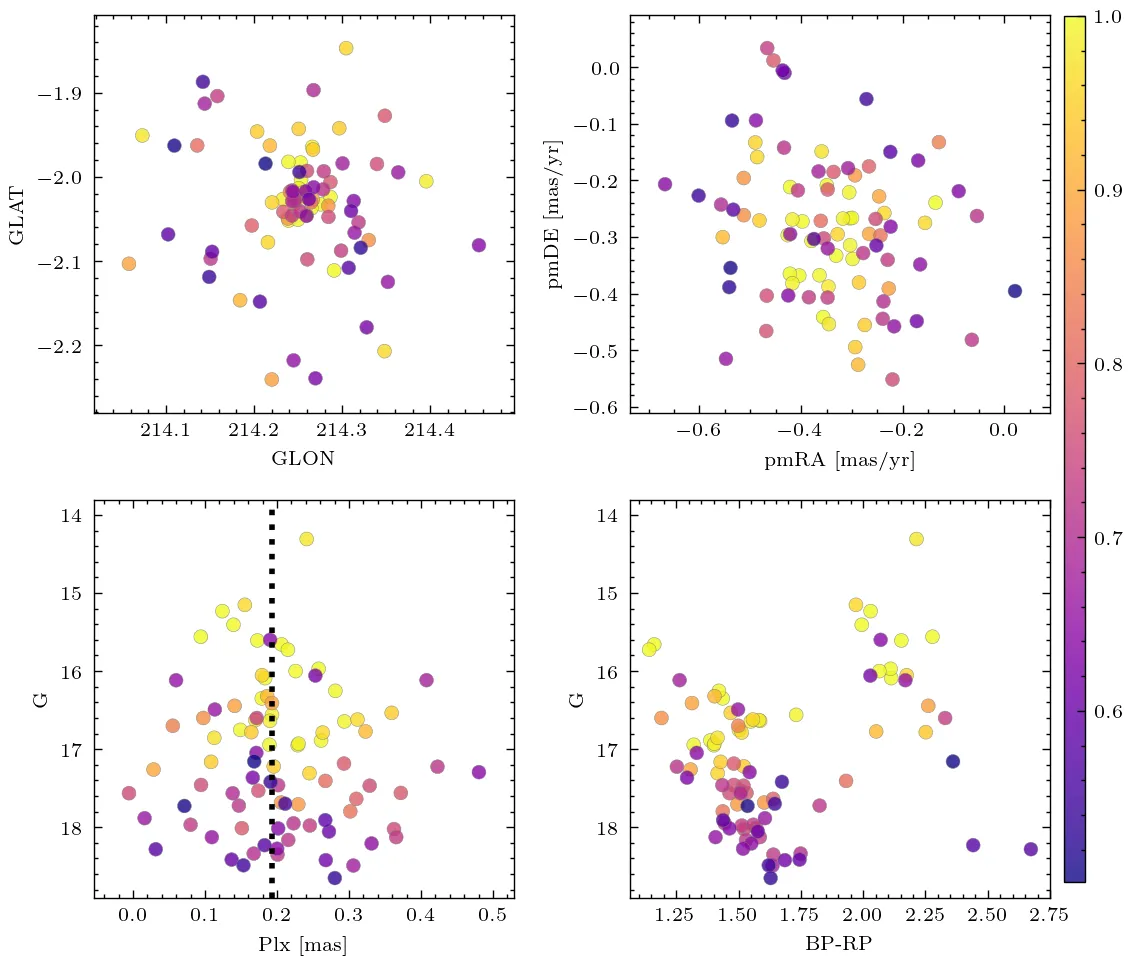 −1.9
−2.0
−2.1
−2.2
GLAT
214.1 214.2 214.3 214.4
GLON
0.0
−0.1
−0.2
−0.3
−0.4
−0.5
−0.6
pmDE [mas/yr]
−0.6 −0.4 −0.2 0.0
pmRA [mas/yr]
1.0
0.9
0.8
0.7
0.6
14
15
16
17
18
G
0.0 0.1 0.2 0.3 0.4 0.5
Plx [mas]
14
15
16
17
18
G
1.25 1.50 1.75 2.00 2.25 2.50 2.75
BP-RP